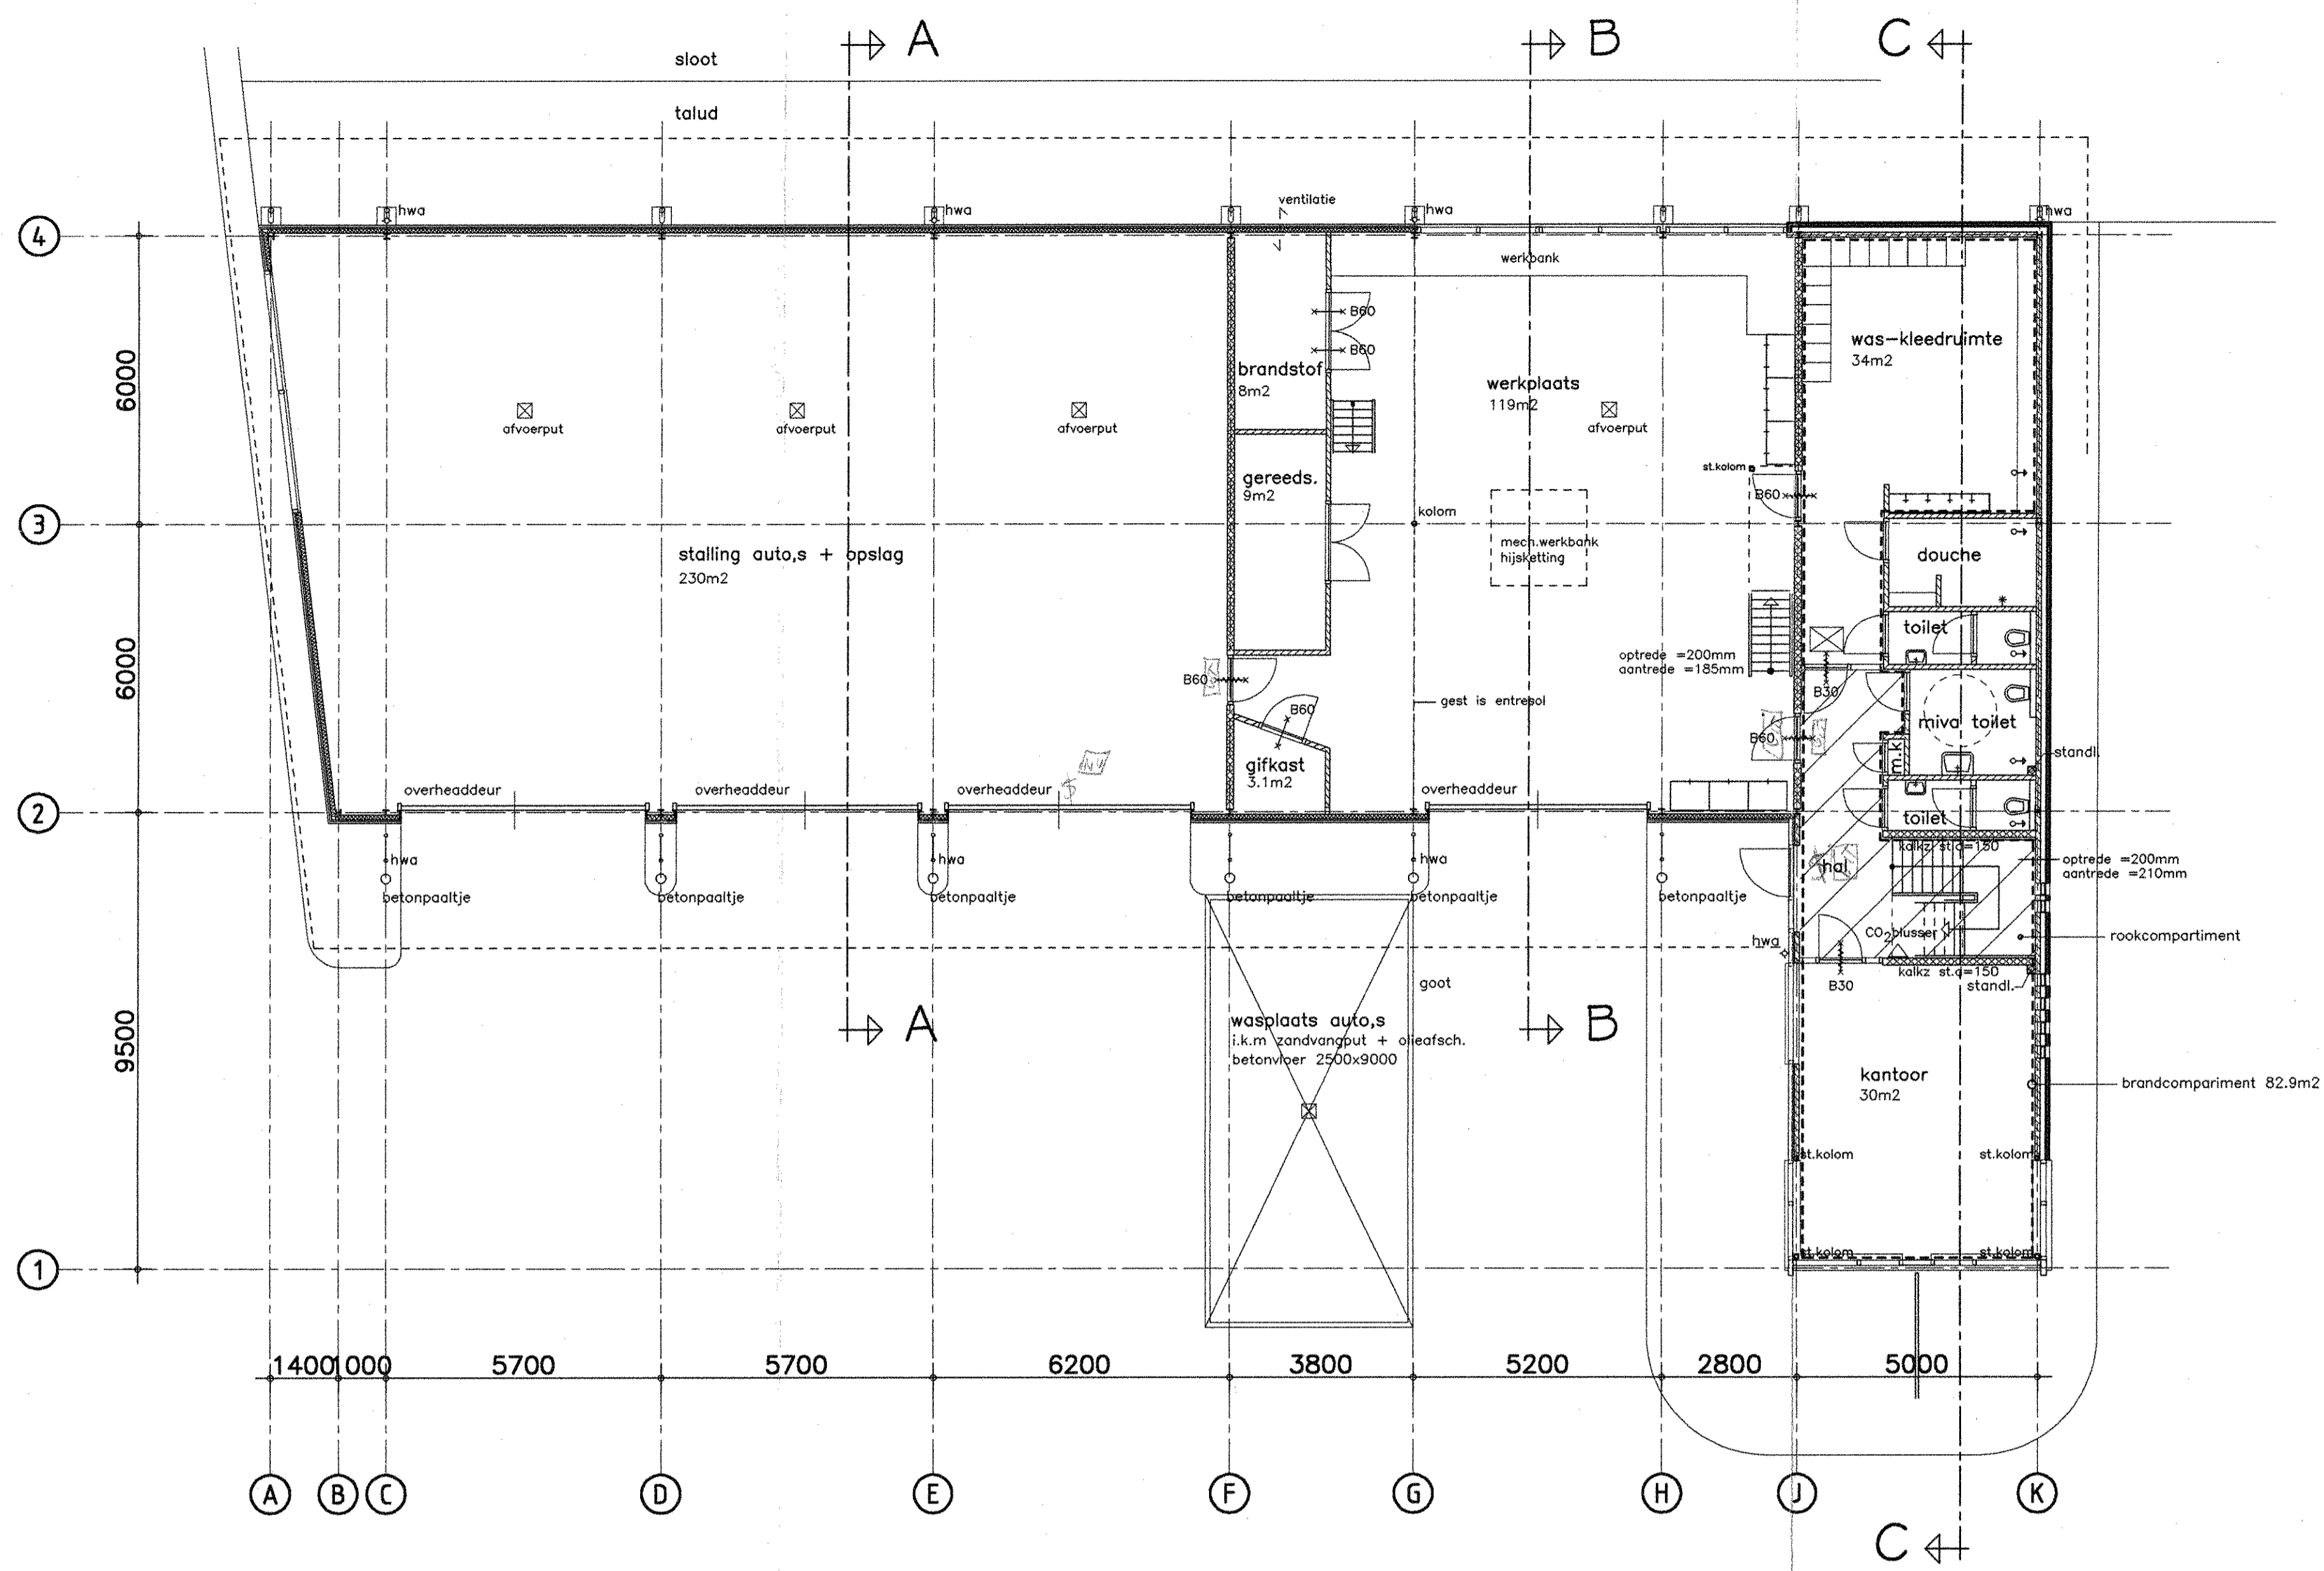 A
B
C
sloot
talud
ventilatie
hwa
hwa
hwa
hwa
4
werkbank
B60
B60
was-kleedruimte
34m2
6000
brandstof
8m2
werkplaats
119m2
afvoerput
afvoerput
afvoerput
afvoerput
st.kolom
gereeds.
9m2
B60
kolom
3
mech.werkbank
hijsketting
stalling auto,s + opslag
230m2
douche
toilet
6000
optrede =200mm
aantrede =185mm
B60
B30
gest is entresol
B60
miva toilet
B60
m.k
standl.
gifkast
3.1m2
overheaddeur
overheaddeur
overheaddeur
overheaddeur
2
toilet
kalkz st.d=150
hwa
hwa
hwa
hal
optrede =200mm
aantrede =210mm
betonpaaltje
betonpaaltje
betonpaaltje
betonpaaltje
betonpaaltje
betonpaaltje
CO2blusser
rookcompartiment
hwa
kalkz st.d=150
goot
B30
standl.
A
B
wasplaats auto,s
i.k.m zandvangput + olieafsch.
betonvloer 2500x9000
9500
kantoor
30m2
brandcompariment 82.9m2
st.kolom
st.kolom
st.kolom
st.kolom
1
1400
1000
5700
5700
6200
3800
5200
2800
5000
A
B
C
D
E
F
G
H
J
K
C